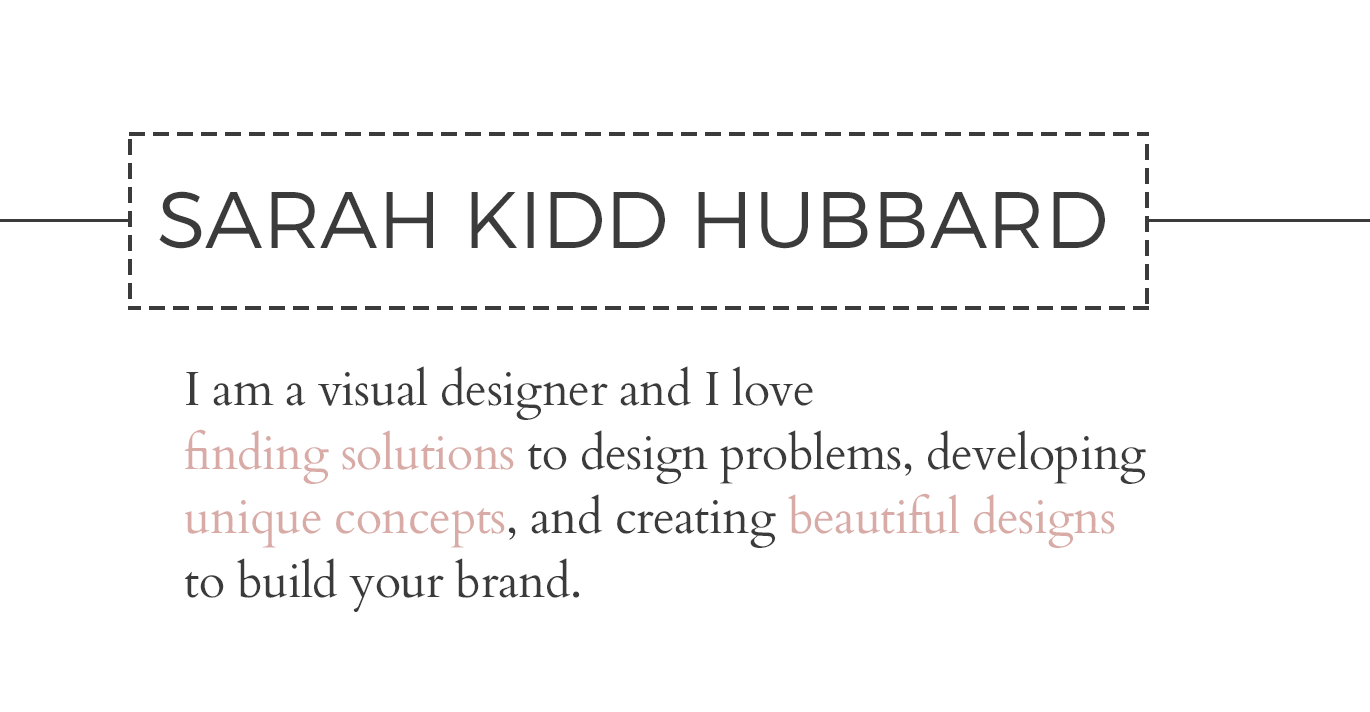 SARAH KIDD HUBBARD
I am a visual designer and I love
finding solutions to design problems, developing
unique concepts, and creating beautiful designs
to build your brand.